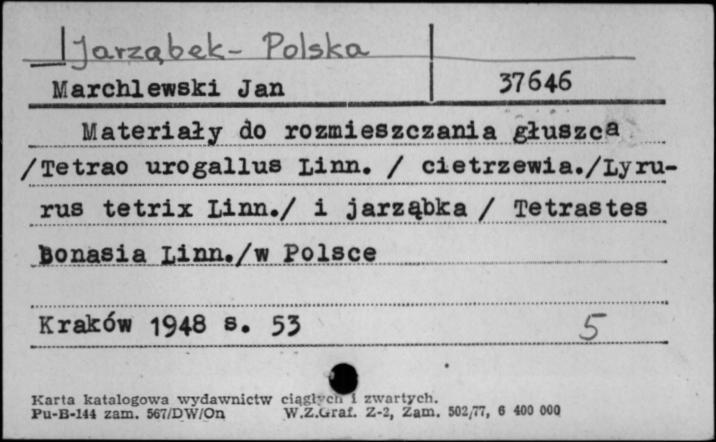 Jarząbek - Polska
Marchlewski Jan 37646
Materiały do rozmieszczania głuszca
/Tetrao urogallus Linn. / cietrzewia./Lyru-
rus tetrix Linn./ i jarząbka / Tetrastes
Bonasia Linn./w Polsce
Kraków 1948 s. 53 5
Karta katalogowa wydawnictw ciągłych i zwartych.
Pu-B-144 zam. 567/DW/On W.Z.Graf. Z-2, Zam. 502/77, 6 400 000